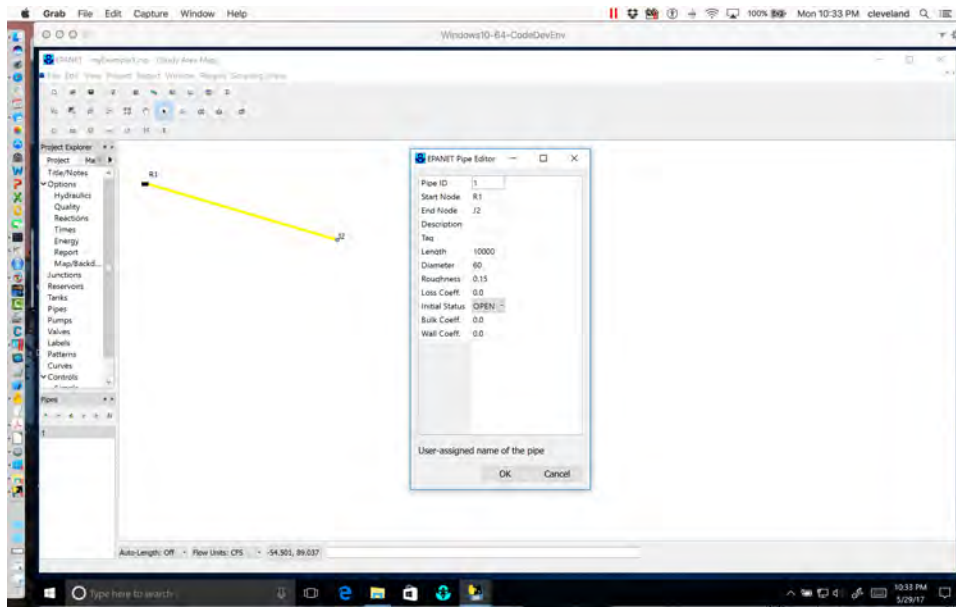 Grab File Edit Capture Window Help
100% Mon 10:33 PM cleveland
Windows10-64-CodeDevEnv
EPANET
Project Explorer
Project Ma
Title/Notes
Options
Hydraulics
Quality
Reactions
Times
Energy
Report
Map/Backd...
Junctions
Reservoirs
Tanks
Pipes
Pumps
Valves
Labels
Patterns
Curves
Controls
Pipes
1
R1
J2
EPANET Pipe Editor
Pipe ID 1
Start Node R1
End Node J2
Description
Tag
Length 10000
Diameter 60
Roughness 0.15
Loss Coeff. 0.0
Initial Status OPEN
Bulk Coeff. 0.0
Wall Coeff. 0.0
User-assigned name of the pipe
OK Cancel
Auto-Length: Off Flow Units: CFS -54.501, 89.037
Type here to search
10:33 PM
5/29/17